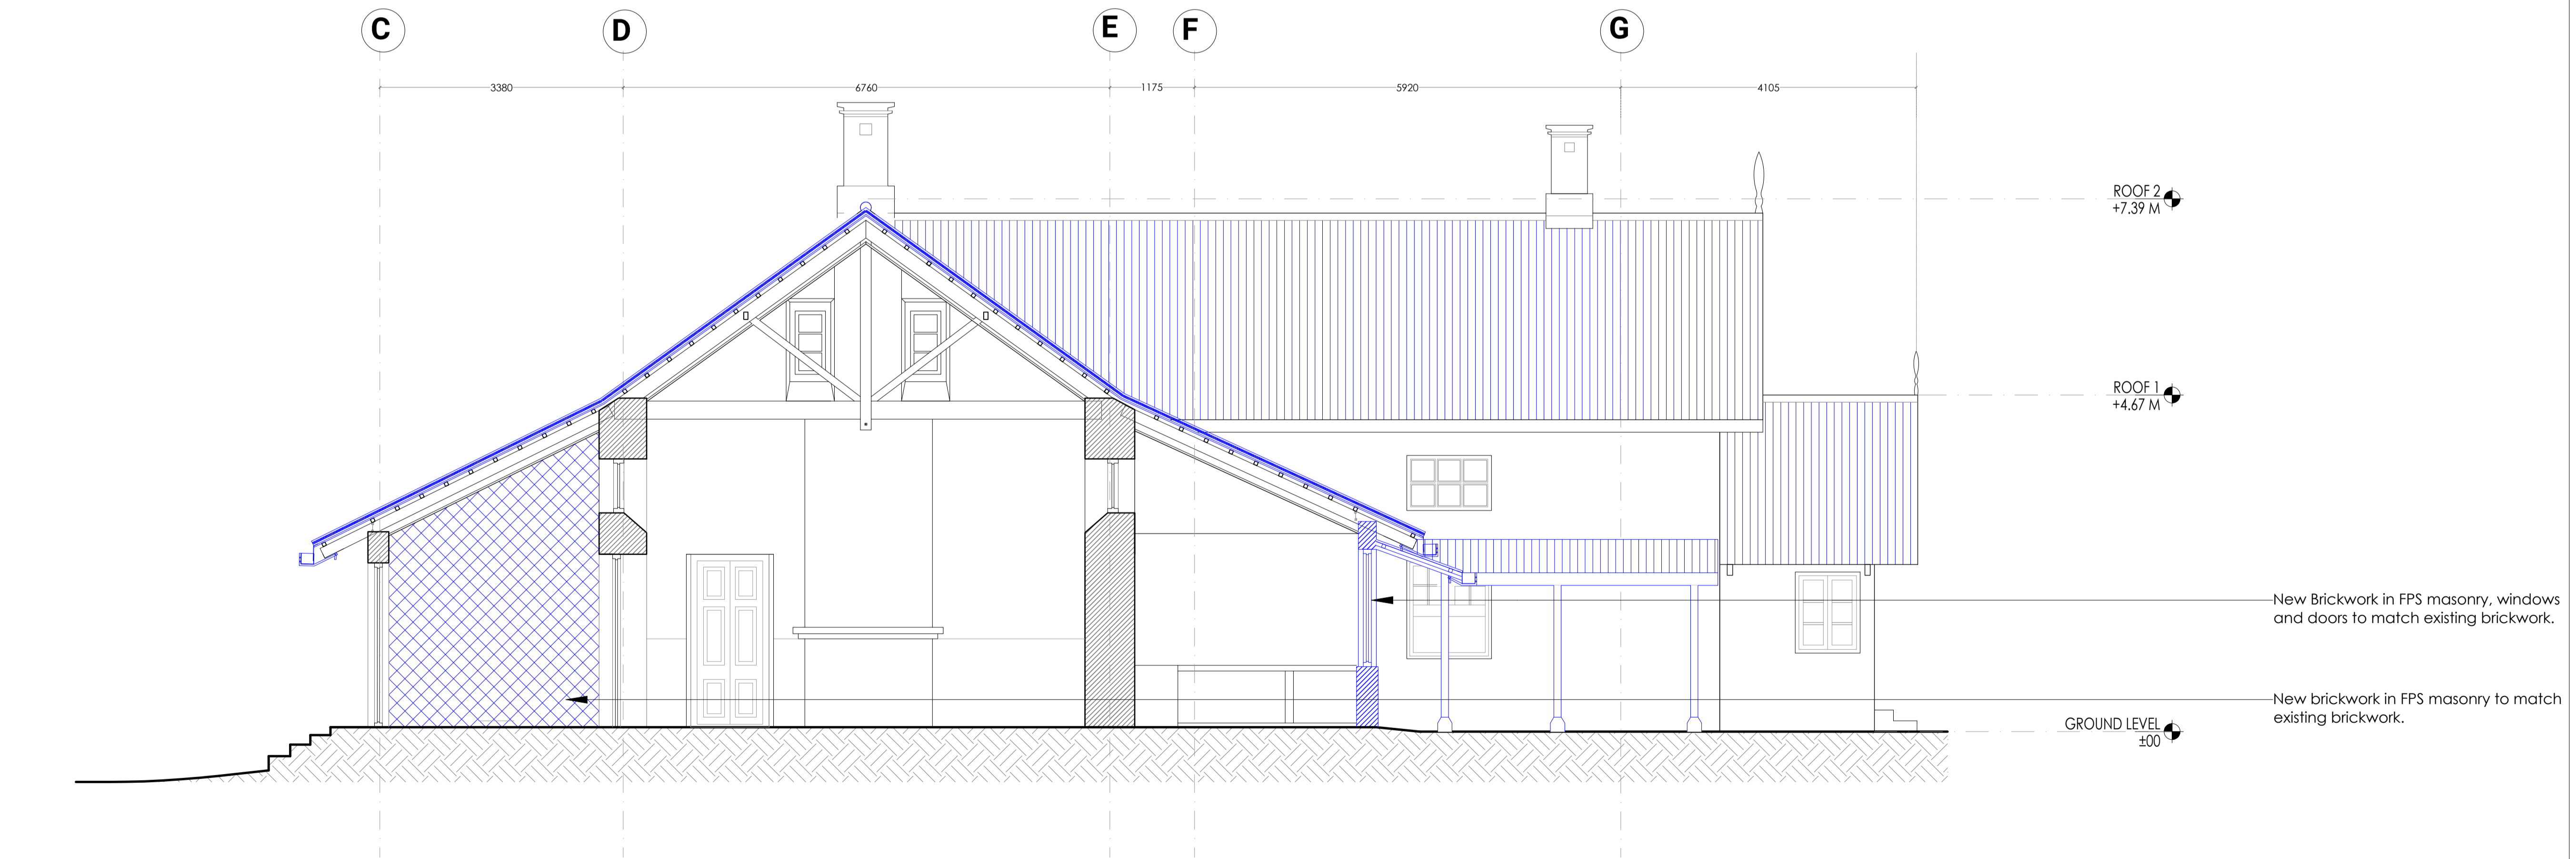 C
D
E
F
G
3380
6760
1175
5920
4105
ROOF 2
+7.39 M
ROOF 1
+4.67 M
New Brickwork in FPS masonry, windows
and doors to match existing brickwork.
New brickwork in FPS masonry to match
existing brickwork.
GROUND LEVEL
±00